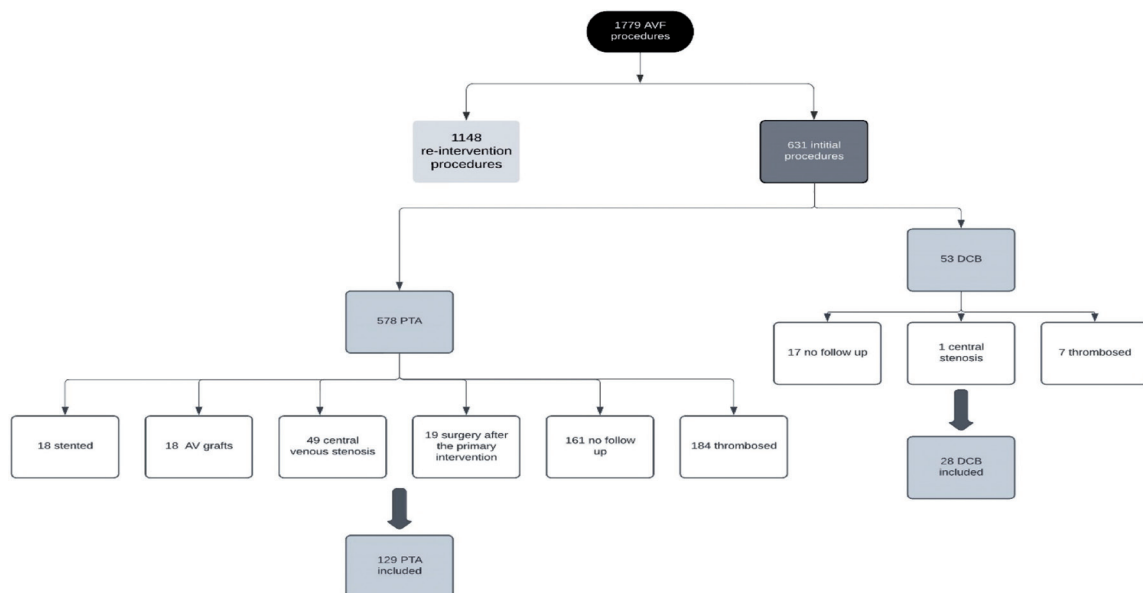 1779 AVF
procedures
1148
re-intervention
procedures
631 intitial
procedures
53 DCB
578 PTA
17 no follow up
1 central
stenosis
7 thrombosed
18 stented
18 AV grafts
49 central
venous stenosis
19 surgery after
the primary
intervention
161 no follow
up
184 thrombosed
28 DCB
included
129 PTA
included